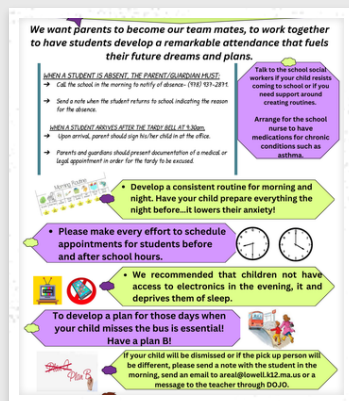 We want parents to become our team mates, to work together
to have students develop a remarkable attendance that fuels
their future dreams and plans.
WHEN A STUDENT IS ABSENT, THE PARENT/GUARDIAN MUST:
→ Call the school in the morning to notify of absence- (978) 937-2897.
→ Send a note when the student returns to school indicating the reason
for the absence.
WHEN A STUDENT ARRIVES AFTER THE TARDY BELL AT 9:30am:
→ Upon arrival, parent should sign his/her child in at the office.
→ Parents and guardians should present documentation of a medical or
legal appointment in order for the tardy to be excused.
Talk to the school social
workers if your child resists
coming to school or if you
need support around
creating routines.
Arrange for the school
nurse to have
medications for chronic
conditions such as
asthma.
Morning Routine
• Develop a consistent routine for morning and
night. Have your child prepare everything the
night before...it lowers their anxiety!
• Please make every effort to schedule
appointments for students before
and after school hours.
• We recommended that children not have
access to electronics in the evening, it and
deprives them of sleep.
To develop a plan for those days when
your child misses the bus is essential!
Have a plan B!
Plan B
If your child will be dismissed or if the pick up person will
be different, please send a note with the student in the
morning, send an email to areal@lowell.k12.ma.us or a
message to the teacher through DOJO.